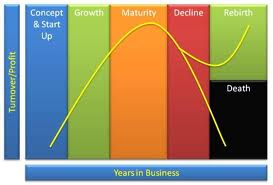 Concept
& Start
Up
Growth
Maturity
Decline
Rebirth
Death
Turnover/Profit
Years in Business